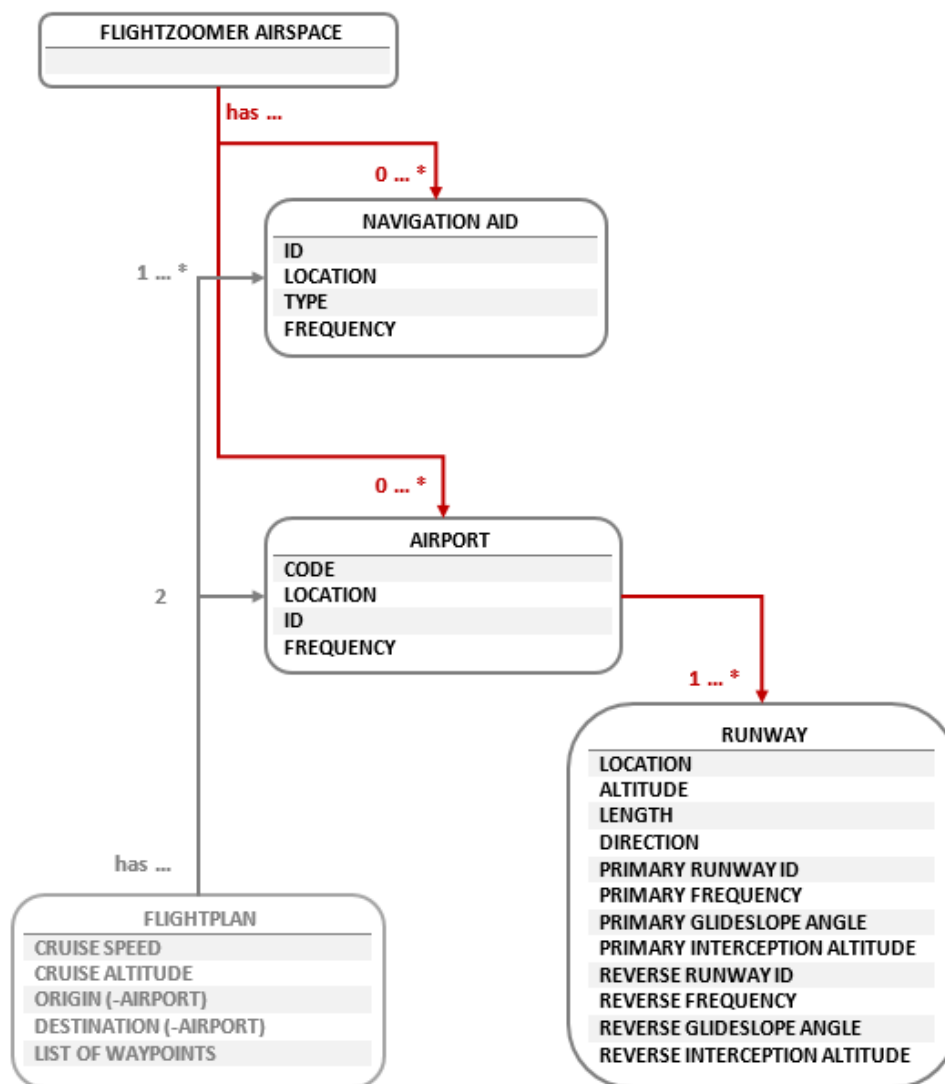 FLIGHTZOOMER AIRSPACE
has ...
0 ... *
NAVIGATION AID
ID
LOCATION
TYPE
FREQUENCY
1 ... *
0 ... *
AIRPORT
CODE
LOCATION
ID
FREQUENCY
2
1 ... *
RUNWAY
LOCATION
ALTITUDE
LENGTH
DIRECTION
PRIMARY RUNWAY ID
PRIMARY FREQUENCY
PRIMARY GLIDESLOPE ANGLE
PRIMARY INTERCEPTION ALTITUDE
REVERSE RUNWAY ID
REVERSE FREQUENCY
REVERSE GLIDESLOPE ANGLE
REVERSE INTERCEPTION ALTITUDE
has ...
FLIGHTPLAN
CRUISE SPEED
CRUISE ALTITUDE
ORIGIN (-AIRPORT)
DESTINATION (-AIRPORT)
LIST OF WAYPOINTS